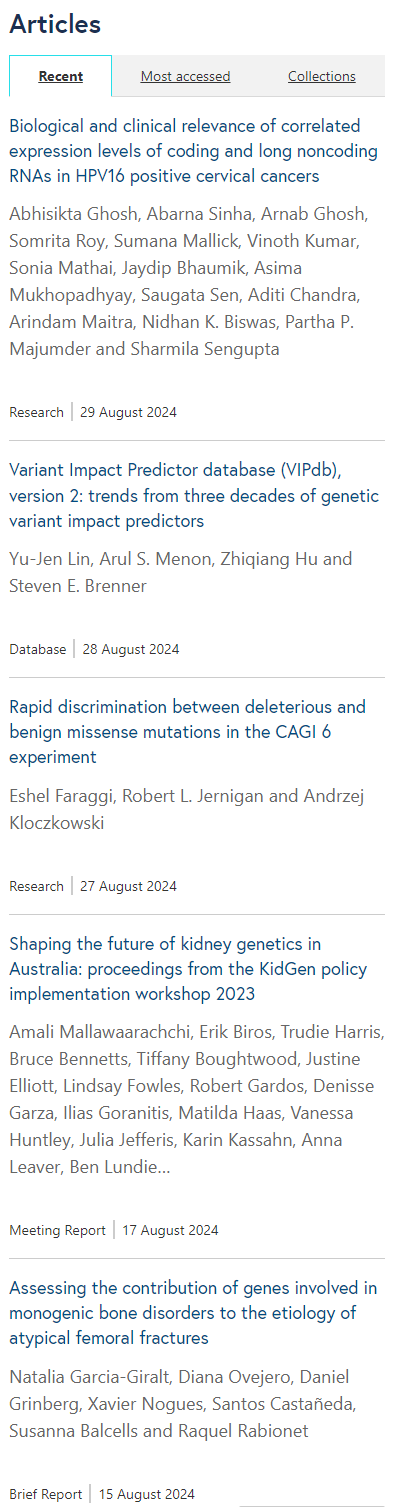 Articles
Recent Most accessed Collections
Biological and clinical relevance of correlated
expression levels of coding and long noncoding
RNAs in HPV16 positive cervical cancers
Abhisikta Ghosh, Abarna Sinha, Arnab Ghosh,
Somrita Roy, Sumana Mallick, Vinoth Kumar,
Sonia Mathai, Jaydip Bhaumik, Asima
Mukhopadhyay, Saugata Sen, Aditi Chandra,
Arindam Maitra, Nidhan K. Biswas, Partha P.
Majumder and Sharmila Sengupta
Research | 29 August 2024
Variant Impact Predictor database (VIPdb),
version 2: trends from three decades of genetic
variant impact predictors
Yu-Jen Lin, Arul S. Menon, Zhiqiang Hu and
Steven E. Brenner
Database | 28 August 2024
Rapid discrimination between deleterious and
benign missense mutations in the CAGI 6
experiment
Eshel Faraggi, Robert L. Jernigan and Andrzej
Kloczkowski
Research | 27 August 2024
Shaping the future of kidney genetics in
Australia: proceedings from the KidGen policy
implementation workshop 2023
Amali Mallawaarachchi, Erik Biros, Trudie Harris,
Bruce Bennetts, Tiffany Boughtwood, Justine
Elliott, Lindsay Fowles, Robert Gardos, Denisse
Garza, Ilias Goranitis, Matilda Haas, Vanessa
Huntley, Julia Jefferis, Karin Kassahn, Anna
Leaver, Ben Lundie…
Meeting Report | 17 August 2024
Assessing the contribution of genes involved in
monogenic bone disorders to the etiology of
atypical femoral fractures
Natalia Garcia-Giralt, Diana Ovejero, Daniel
Grinberg, Xavier Nogues, Santos Castañeda,
Susanna Balcells and Raquel Rabionet
Brief Report | 15 August 2024